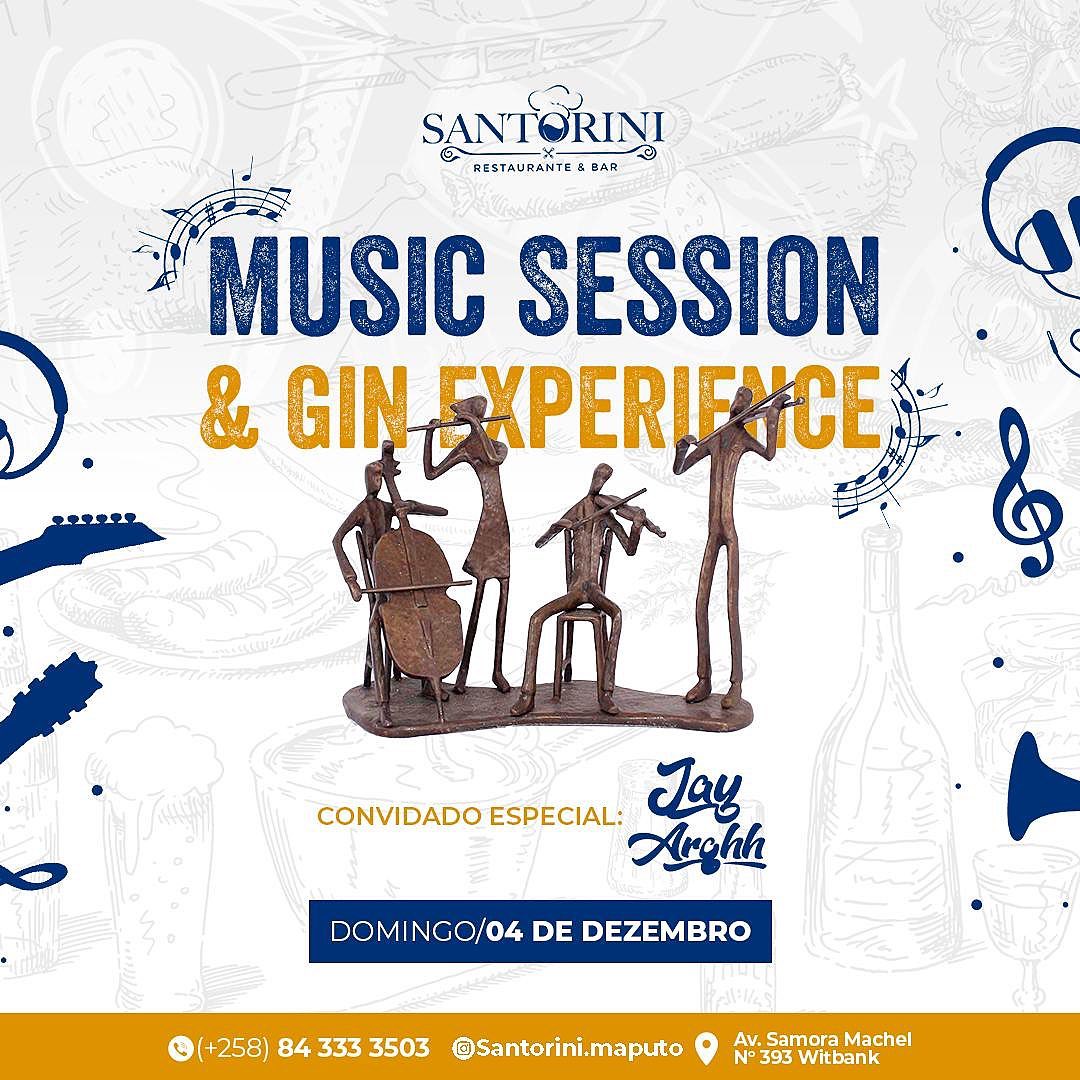 SANTORINI
RESTAURANTE & BAR
MUSIC SESSION
& GIN EXPERIENCE
CONVIDADO ESPECIAL:
Jay
Arghh
DOMINGO/04 DE DEZEMBRO
(+258) 84 333 3503 Santorini.maputo
Av. Samora Machel
Nº 393 Witbank